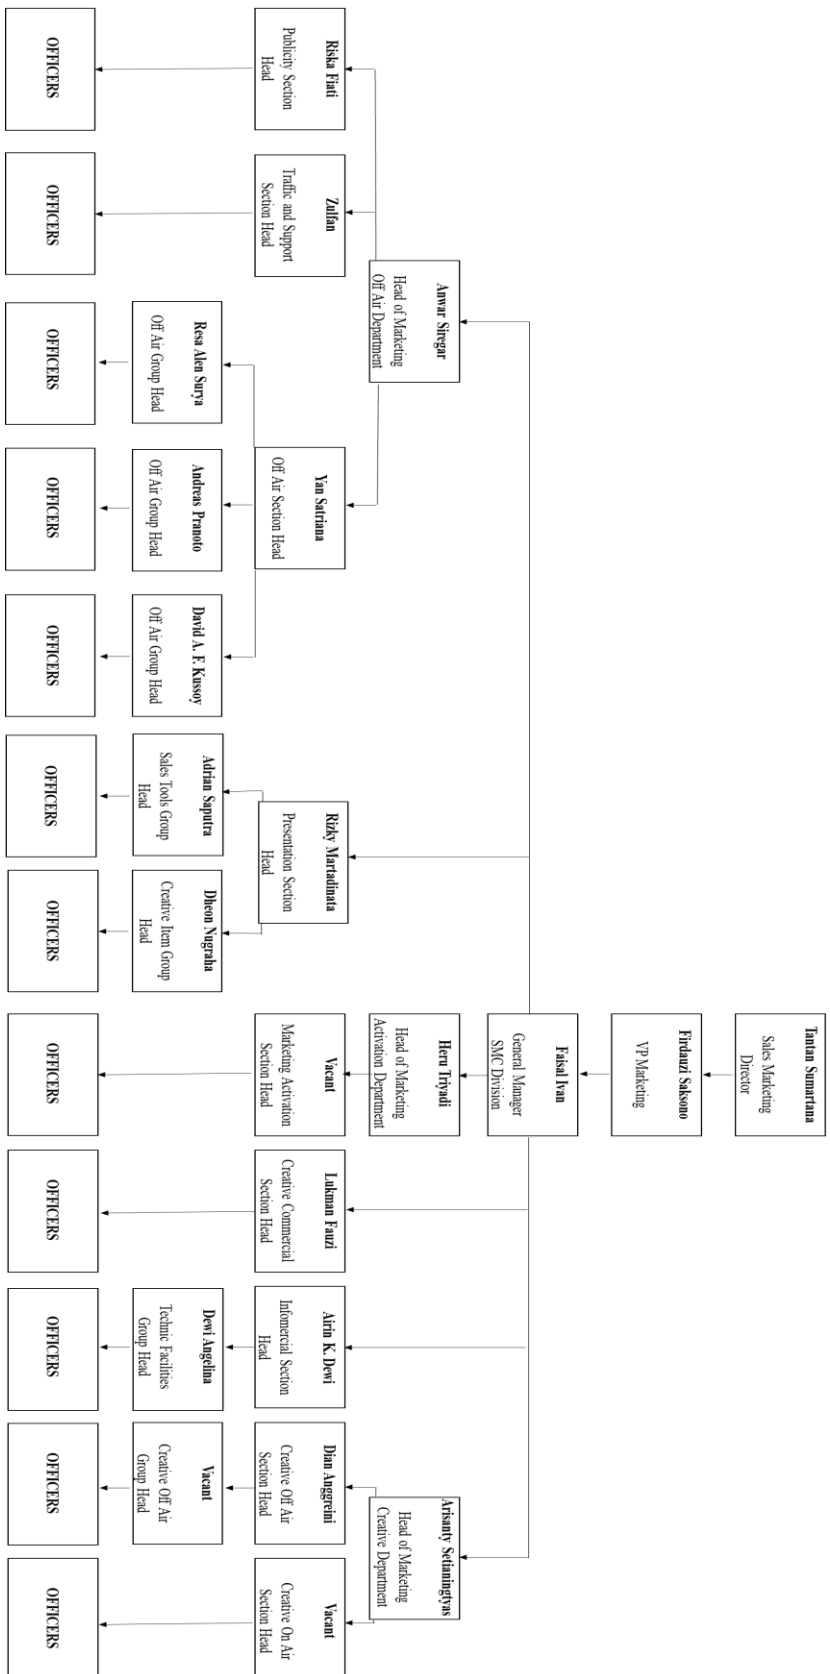 Tantan Sumartana
Sales Marketing
Director
Firdauzi Saksono
VP Marketing
Faisal Ivan
General Manager
SMC Division
Anwar Siregar
Head of Marketing
Off Air Department
Heru Triyadi
Head of Marketing
Activation Department
Arisanty Setianingtyas
Head of Marketing
Creative Department
Riska Fiati
Publicity Section
Head
Zulfan
Traffic and Support
Section Head
Yan Satriana
Off Air Section Head
Rizky Martadinata
Presentation Section
Head
Vacant
Marketing Activation
Section Head
Lukman Fauzi
Creative Commercial
Section Head
Airin K. Dewi
Infomercial Section
Head
Dian Anggreini
Creative Off Air
Section Head
Vacant
Creative On Air
Section Head
Resa Alen Surya
Off Air Group Head
Andreas Pranoto
Off Air Group Head
David A. F. Kussoy
Off Air Group Head
Adrian Saputra
Sales Tools Group
Head
Dheon Nugraha
Creative Item Group
Head
Dewi Angelina
Technic Facilities
Group Head
Vacant
Creative Off Air
Group Head
OFFICERS
OFFICERS
OFFICERS
OFFICERS
OFFICERS
OFFICERS
OFFICERS
OFFICERS
OFFICERS
OFFICERS
OFFICERS
OFFICERS